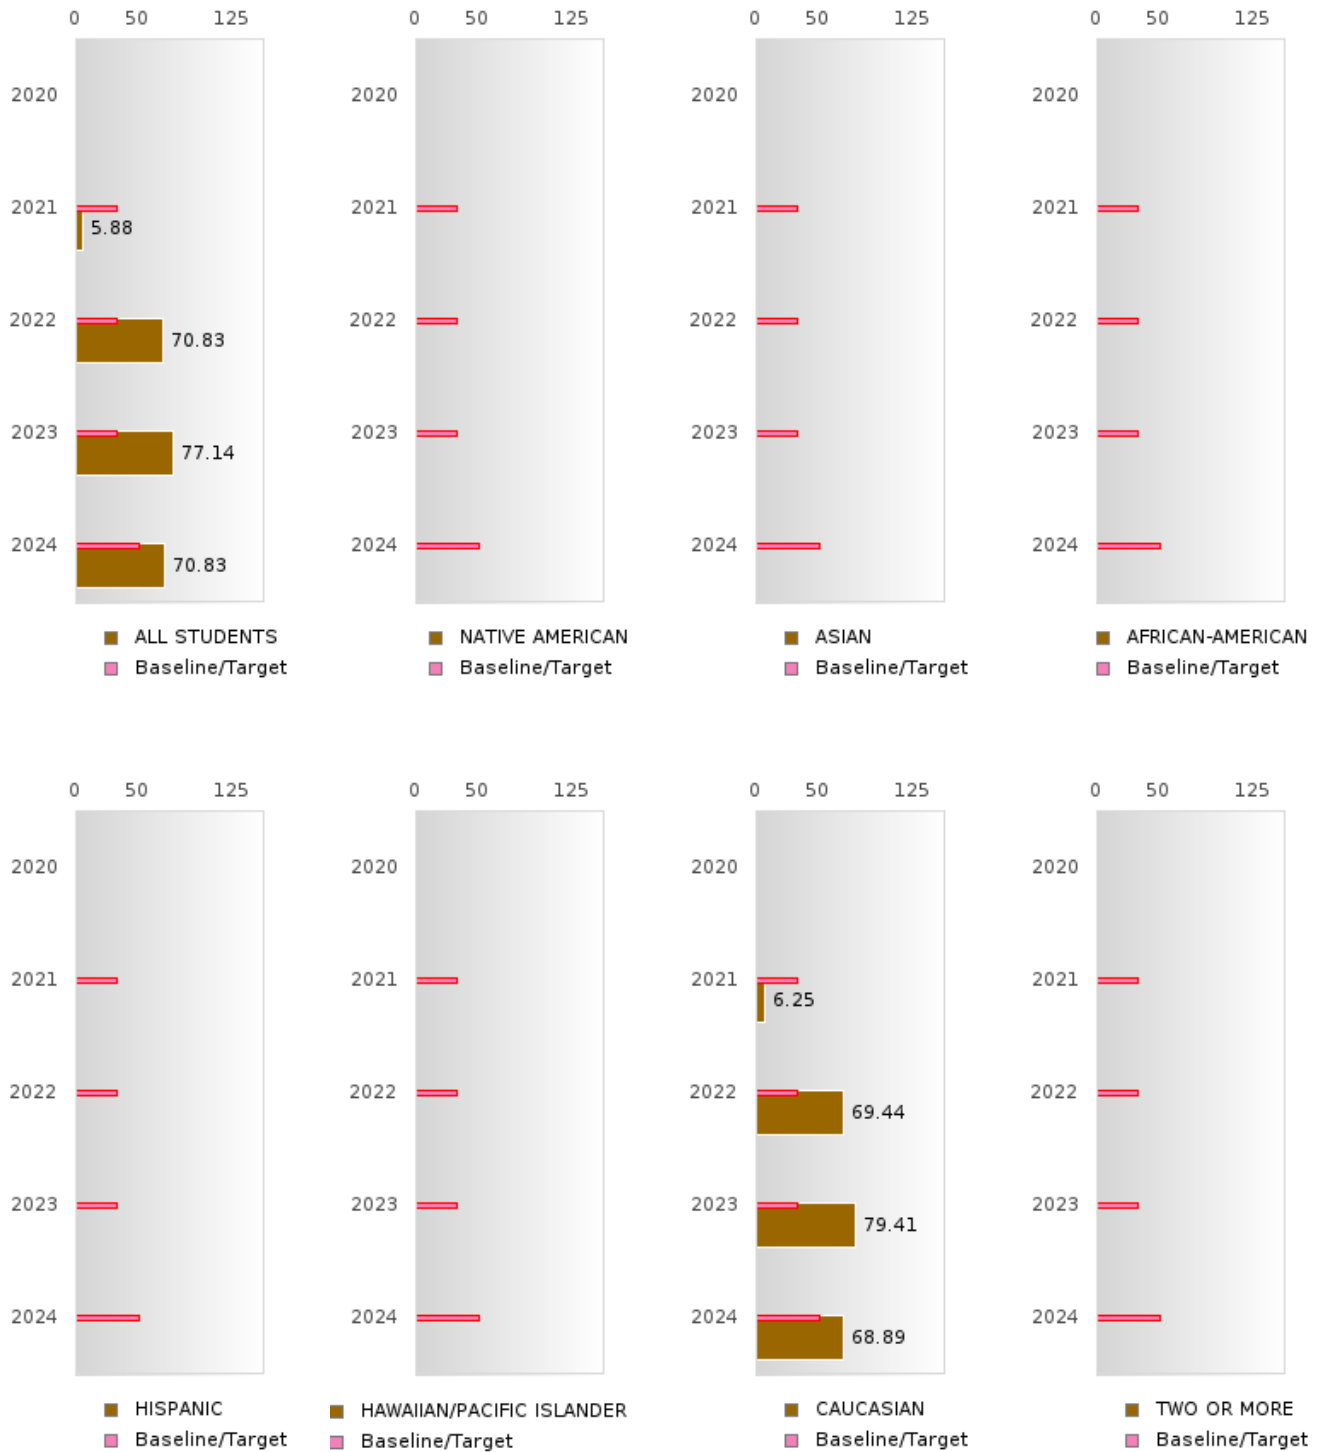 0 50 125 0 50 125 0 50 125 0 50 125
2020 2020 2020 2020
2021 2021 2021 2021
5.88
2022 2022 2022 2022
70.83
2023 2023 2023 2023
77.14
2024 2024 2024 2024
70.83
ALL STUDENTS NATIVE AMERICAN ASIAN AFRICAN-AMERICAN
Baseline/Target Baseline/Target Baseline/Target Baseline/Target
0 50 125 0 50 125 0 50 125 0 50 125
2020 2020 2020 2020
2021 2021 2021 2021
6.25
2022 2022 2022 2022
69.44
2023 2023 2023 2023
79.41
2024 2024 2024 2024
68.89
HISPANIC HAWAIIAN/PACIFIC ISLANDER CAUCASIAN TWO OR MORE
Baseline/Target Baseline/Target Baseline/Target Baseline/Target